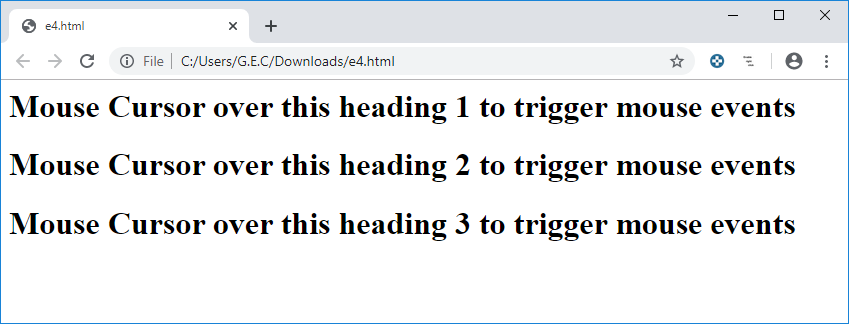 e4.html
File C:/Users/G.E.C/Downloads/e4.html
Mouse Cursor over this heading 1 to trigger mouse events
Mouse Cursor over this heading 2 to trigger mouse events
Mouse Cursor over this heading 3 to trigger mouse events